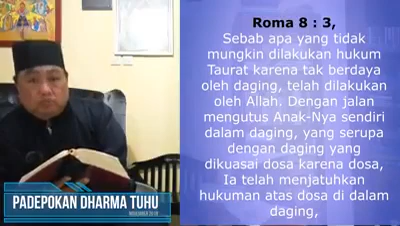 Roma 8 : 3,
Sebab apa yang tidak
mungkin dilakukan hukum
Taurat karena tak berdaya
oleh daging, telah dilakukan
oleh Allah. Dengan jalan
mengutus Anak-Nya sendiri
dalam daging, yang serupa
dengan daging yang
dikuasai dosa karena dosa,
Ia telah menjatuhkan
hukuman atas dosa di dalam
daging,
PADEPOKAN DHARMA TUHU